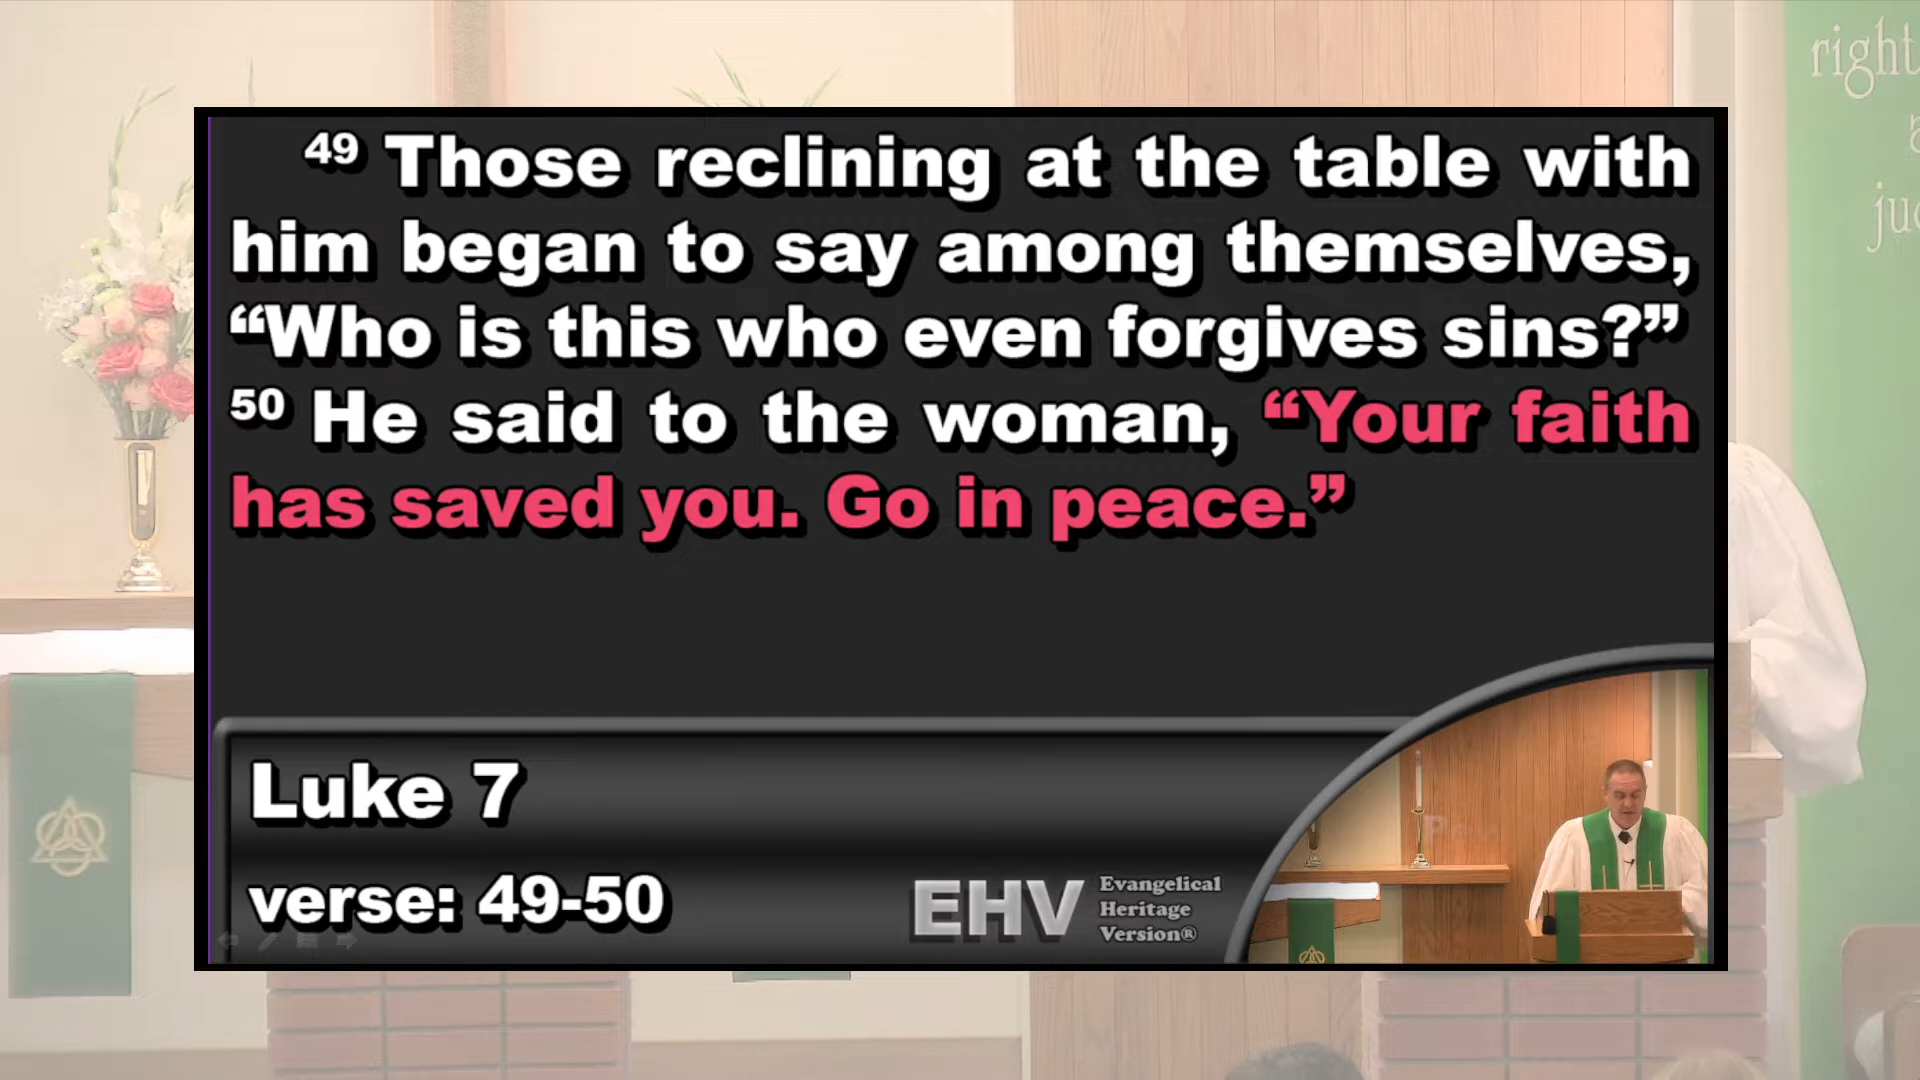 right
49 Those reclining at the table with
him began to say among themselves,
“Who is this who even forgives sins?”
50 He said to the woman, “Your faith
has saved you. Go in peace.”
Luke 7
verse: 49-50
EHV Evangelical
Heritage
Version®